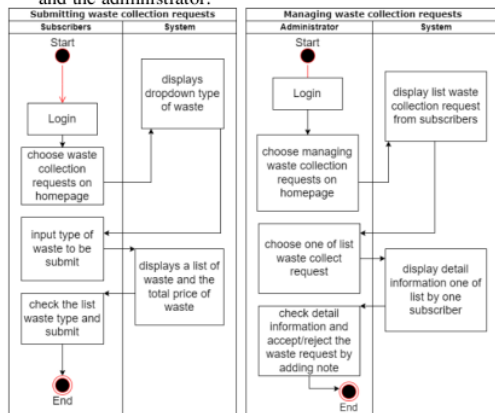 and the administrator.
Submitting waste collection requests
Subscribers
System
Start
Login
displays
dropdown type
of waste
choose waste
collection
requests on
homepage
input type of
waste to be
submit
displays a list of
waste and the
total price of
waste
check the list
waste type and
submit
End
Managing waste collection requests
Administrator
System
Start
Login
display list waste
collection request
from subscribers
choose managing
waste collection
requests on
homepage
choose one of list
waste collect
request
display detail
information one of
list by one
subscriber
check detail
information and
accept/reject the
waste request by
adding note
End